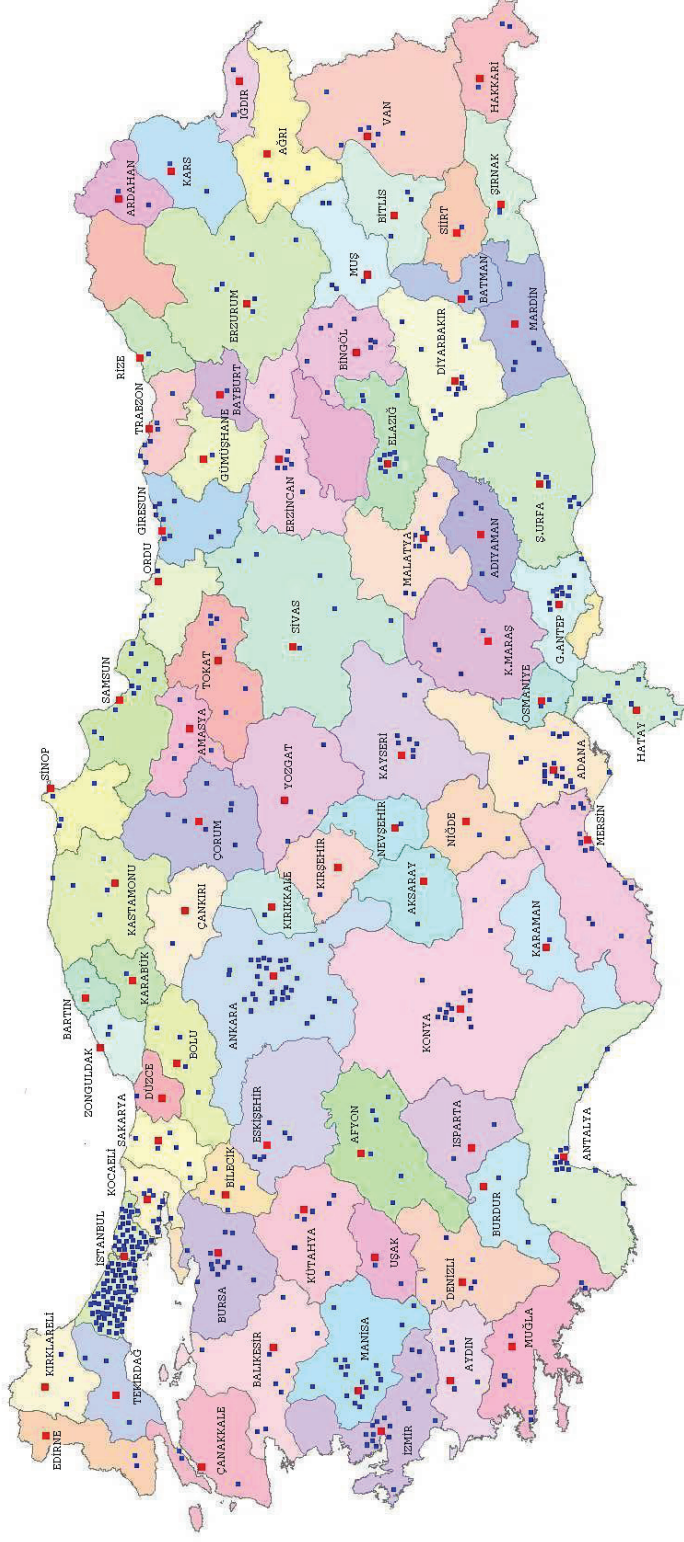 EDİRNE
KIRKLARELİ
TEKİRDAĞ
İSTANBUL
ÇANAKKALE
BALIKESİR
BURSA
KOCAELİ
SAKARYA
BİLECİK
DÜZCE
BOLU
ZONGULDAK
BARTIN
KARABÜK
KASTAMONU
SİNOP
ÇANKIRI
ÇORUM
SAMSUN
AMASYA
TOKAT
ORDU
GİRESUN
GÜMÜŞHANE
TRABZON
BAYBURT
RİZE
ERZURUM
ARDAHAN
KARS
IĞDIR
AĞRI
İZMİR
MANİSA
KÜTAHYA
UŞAK
ESKİŞEHİR
AFYON
ANKARA
KIRIKKALE
KIRŞEHİR
YOZGAT
NEVŞEHİR
KAYSERİ
SİVAS
ERZİNCAN
MALATYA
ELAZIĞ
BİNGÖL
MUŞ
BİTLİS
VAN
AYDIN
DENİZLİ
MUĞLA
BURDUR
ISPARTA
ANTALYA
KONYA
AKSARAY
NİĞDE
KARAMAN
MERSİN
ADANA
OSMANİYE
HATAY
K.MARAŞ
G.ANTEP
ADIYAMAN
Ş.URFA
DİYARBAKIR
MARDİN
BATMAN
SİİRT
ŞIRNAK
HAKKARİ